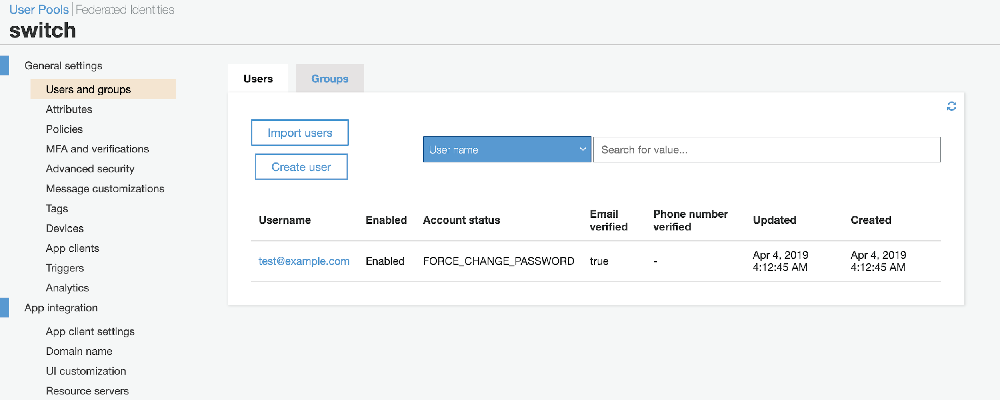 User Pools | Federated Identities
switch
General settings
Users and groups
Attributes
Policies
MFA and verifications
Advanced security
Message customizations
Tags
Devices
App clients
Triggers
Analytics
App integration
App client settings
Domain name
UI customization
Resource servers
Users Groups
Import users
Create user
User name Search for value...
Username Enabled Account status Email verified Phone number verified Updated Created
test@example.com Enabled FORCE_CHANGE_PASSWORD true - Apr 4, 2019 4:12:45 AM Apr 4, 2019 4:12:45 AM